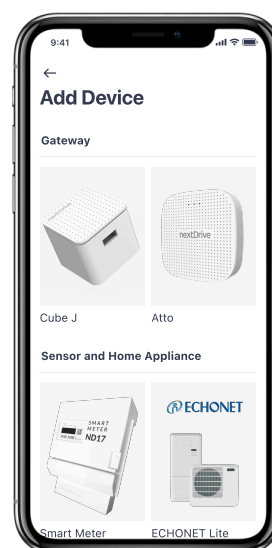 9:41
Add Device
Gateway
nextDrive
Cube J
Atto
Sensor and Home Appliance
SMART
METER
ND17
ECHONET
Smart Meter
ECHONET Lite